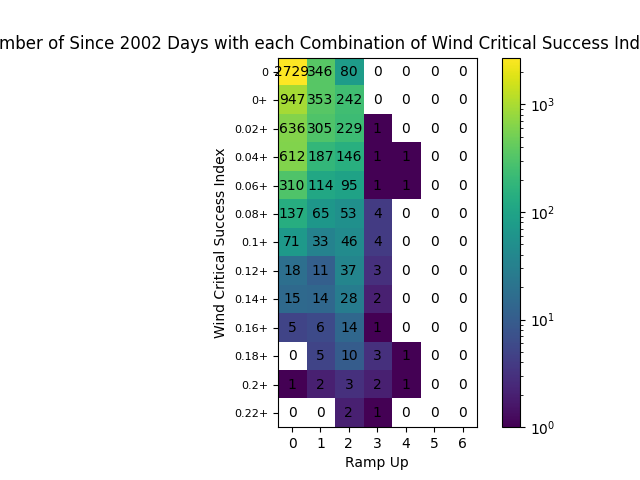 mber of Since 2002 Days with each Combination of Wind Critical Success Ind
0 2729 346 80 0 0 0 0
0+ 947 353 242 0 0 0 0
0.02+ 636 305 229 1 0 0 0
0.04+ 612 187 146 1 1 0 0
0.06+ 310 114 95 1 1 0 0
0.08+ 137 65 53 4 0 0 0
0.1+ 71 33 46 4 0 0 0
0.12+ 18 11 37 3 0 0 0
0.14+ 15 14 28 2 0 0 0
0.16+ 5 6 14 1 0 0 0
0.18+ 0 5 10 3 1 0 0
0.2+ 1 2 3 2 1 0 0
0.22+ 0 0 2 1 0 0 0
0 1 2 3 4 5 6
Ramp Up
Wind Critical Success Index
10³
10²
10¹
10⁰